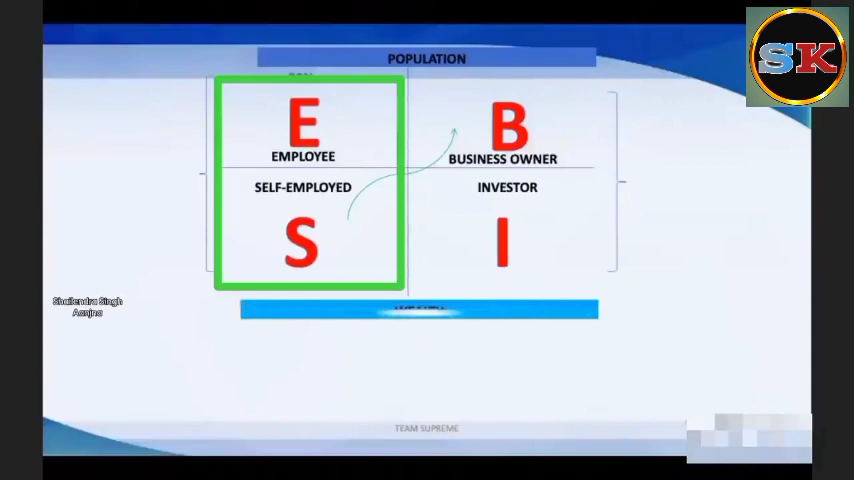 POPULATION
SK
E
B
EMPLOYEE
BUSINESS OWNER
SELF-EMPLOYED
INVESTOR
S
I
Shailendra Singh
Aanjna
TEAM SUPREME